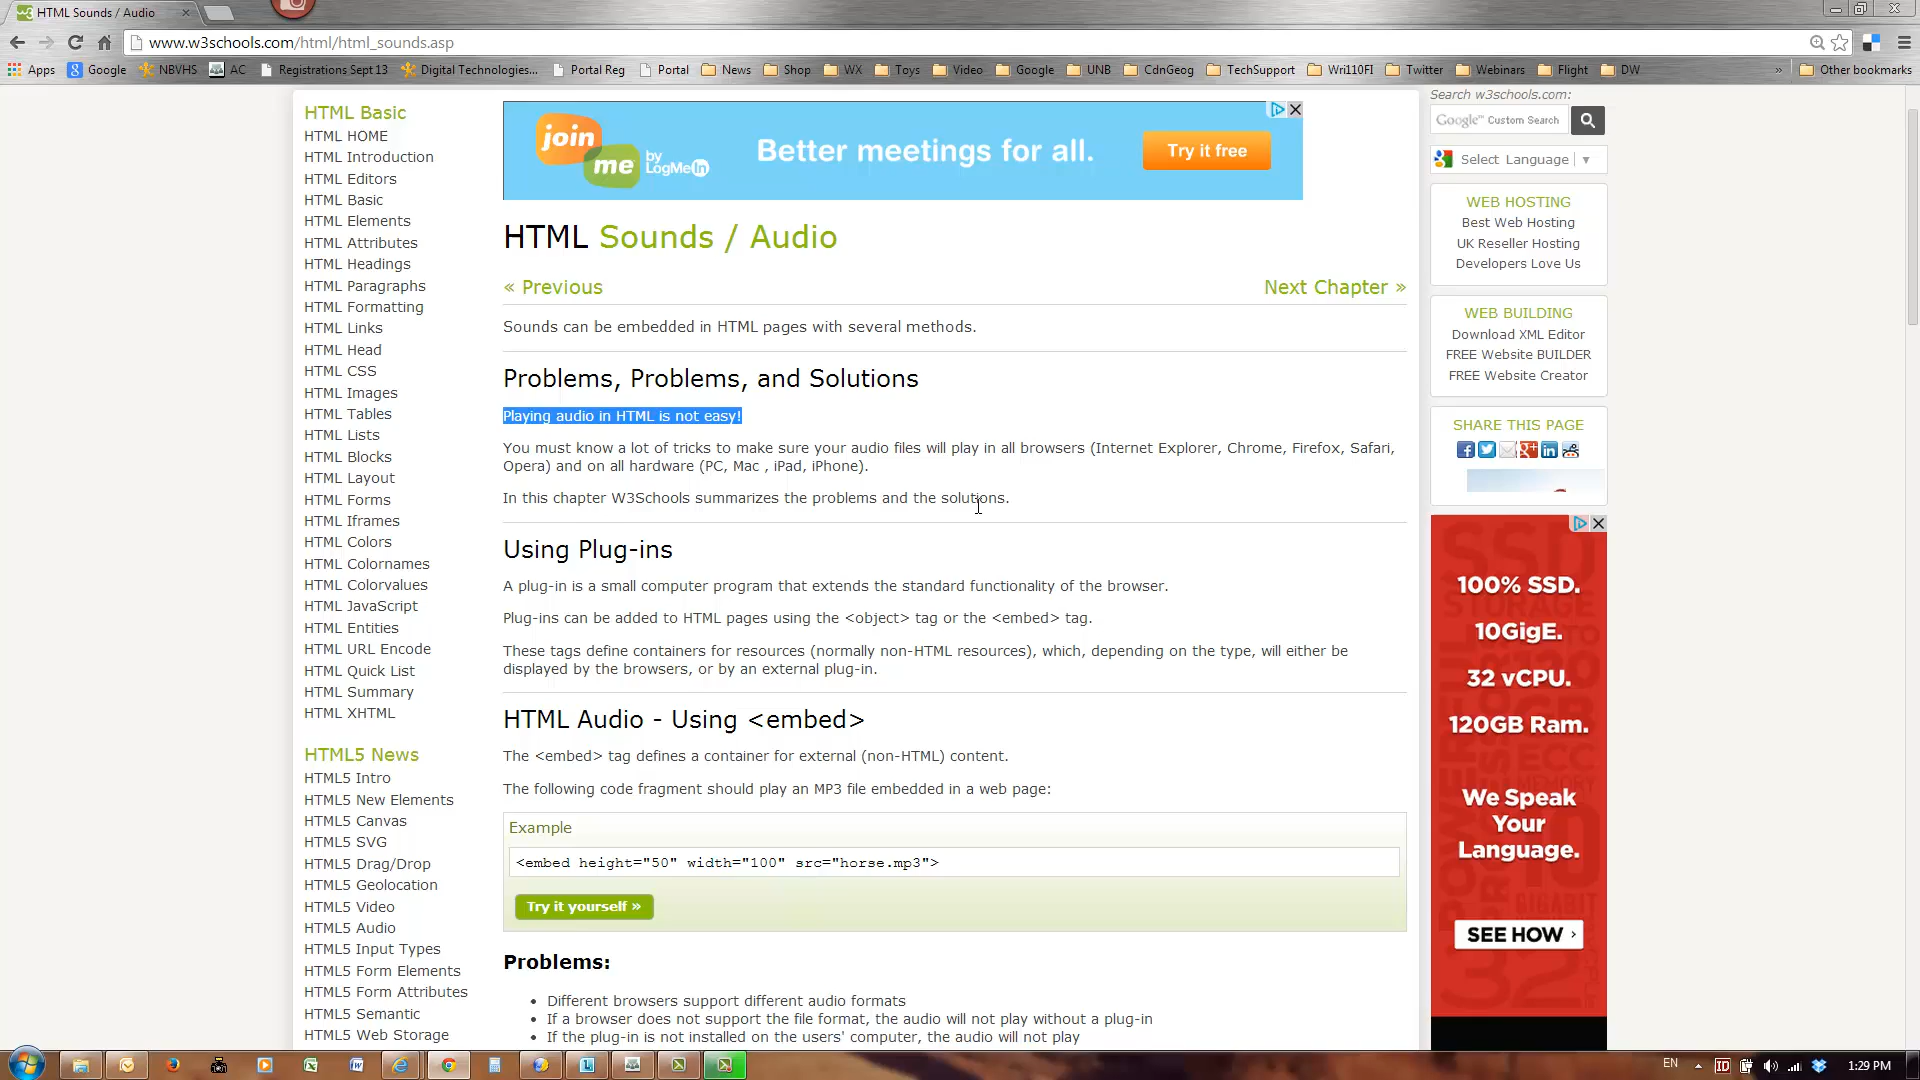 HTML Sounds / Audio
www.w3schools.com/html/html_sounds.asp
Apps Google NBVHS AC Registrations Sept 13 Digital Technologies... Portal Reg Portal News Shop WX Toys Video Google UNB CdnGeog TechSupport Wri110FI Twitter Webinars Flight DW » Other bookmarks
HTML Basic
HTML HOME
HTML Introduction
HTML Editors
HTML Basic
HTML Elements
HTML Attributes
HTML Headings
HTML Paragraphs
HTML Formatting
HTML Links
HTML Head
HTML CSS
HTML Images
HTML Tables
HTML Lists
HTML Blocks
HTML Layout
HTML Forms
HTML Iframes
HTML Colors
HTML Colornames
HTML Colorvalues
HTML JavaScript
HTML Entities
HTML URL Encode
HTML Quick List
HTML Summary
HTML XHTML
HTML5 News
HTML5 Intro
HTML5 New Elements
HTML5 Canvas
HTML5 SVG
HTML5 Drag/Drop
HTML5 Geolocation
HTML5 Video
HTML5 Audio
HTML5 Input Types
HTML5 Form Elements
HTML5 Form Attributes
HTML5 Semantic
HTML5 Web Storage
join me by LogMeIn Better meetings for all. Try it free
HTML Sounds / Audio
« Previous Next Chapter »
Sounds can be embedded in HTML pages with several methods.
Problems, Problems, and Solutions
Playing audio in HTML is not easy!
You must know a lot of tricks to make sure your audio files will play in all browsers (Internet Explorer, Chrome, Firefox, Safari,
Opera) and on all hardware (PC, Mac , iPad, iPhone).
In this chapter W3Schools summarizes the problems and the solutions.
Using Plug-ins
A plug-in is a small computer program that extends the standard functionality of the browser.
Plug-ins can be added to HTML pages using the <object> tag or the <embed> tag.
These tags define containers for resources (normally non-HTML resources), which, depending on the type, will either be
displayed by the browsers, or by an external plug-in.
HTML Audio - Using <embed>
The <embed> tag defines a container for external (non-HTML) content.
The following code fragment should play an MP3 file embedded in a web page:
Example
<embed height="50" width="100" src="horse.mp3">
Try it yourself »
Problems:
• Different browsers support different audio formats
• If a browser does not support the file format, the audio will not play without a plug-in
• If the plug-in is not installed on the users' computer, the audio will not play
Search w3schools.com:
Google™ Custom Search
Select Language ▼
WEB HOSTING
Best Web Hosting
UK Reseller Hosting
Developers Love Us
WEB BUILDING
Download XML Editor
FREE Website BUILDER
FREE Website Creator
SHARE THIS PAGE
100% SSD.
10GigE.
32 vCPU.
120GB Ram.
We Speak
Your
Language.
SEE HOW ›
EN ID 1:29 PM